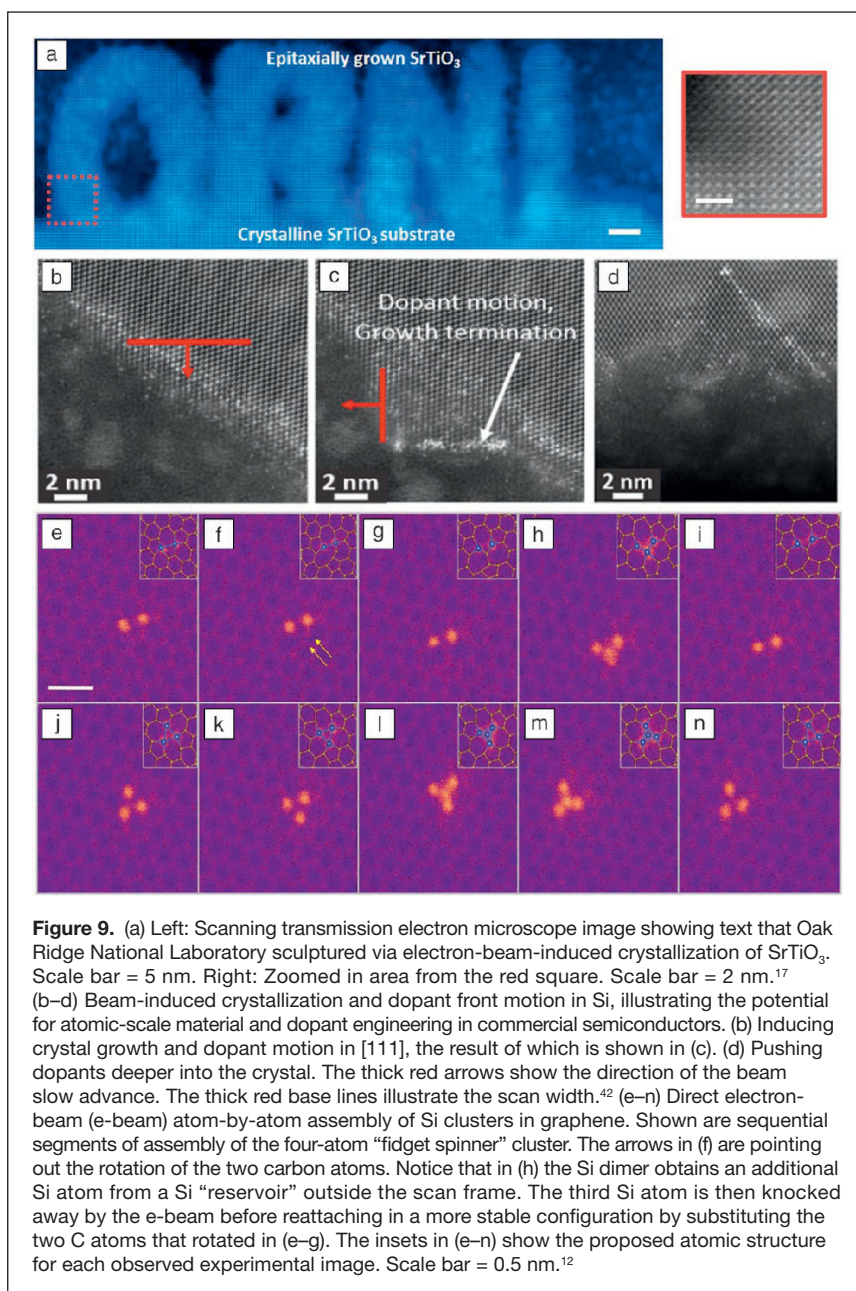 a
Epitaxially grown SrTiO₃
ORNL
Crystalline SrTiO₃ substrate
b
2 nm
c
Dopant motion,
Growth termination
2 nm
d
2 nm
e
f
g
h
i
j
k
l
m
n
Figure 9. (a) Left: Scanning transmission electron microscope image showing text that Oak
Ridge National Laboratory sculptured via electron-beam-induced crystallization of SrTiO₃.
Scale bar = 5 nm. Right: Zoomed in area from the red square. Scale bar = 2 nm.¹⁷
(b–d) Beam-induced crystallization and dopant front motion in Si, illustrating the potential
for atomic-scale material and dopant engineering in commercial semiconductors. (b) Inducing
crystal growth and dopant motion in [111], the result of which is shown in (c). (d) Pushing
dopants deeper into the crystal. The thick red arrows show the direction of the beam
slow advance. The thick red base lines illustrate the scan width.⁴² (e–n) Direct electron-
beam (e-beam) atom-by-atom assembly of Si clusters in graphene. Shown are sequential
segments of assembly of the four-atom “fidget spinner” cluster. The arrows in (f) are pointing
out the rotation of the two carbon atoms. Notice that in (h) the Si dimer obtains an additional
Si atom from a Si “reservoir” outside the scan frame. The third Si atom is then knocked
away by the e-beam before reattaching in a more stable configuration by substituting the
two C atoms that rotated in (e–g). The insets in (e–n) show the proposed atomic structure
for each observed experimental image. Scale bar = 0.5 nm.¹²